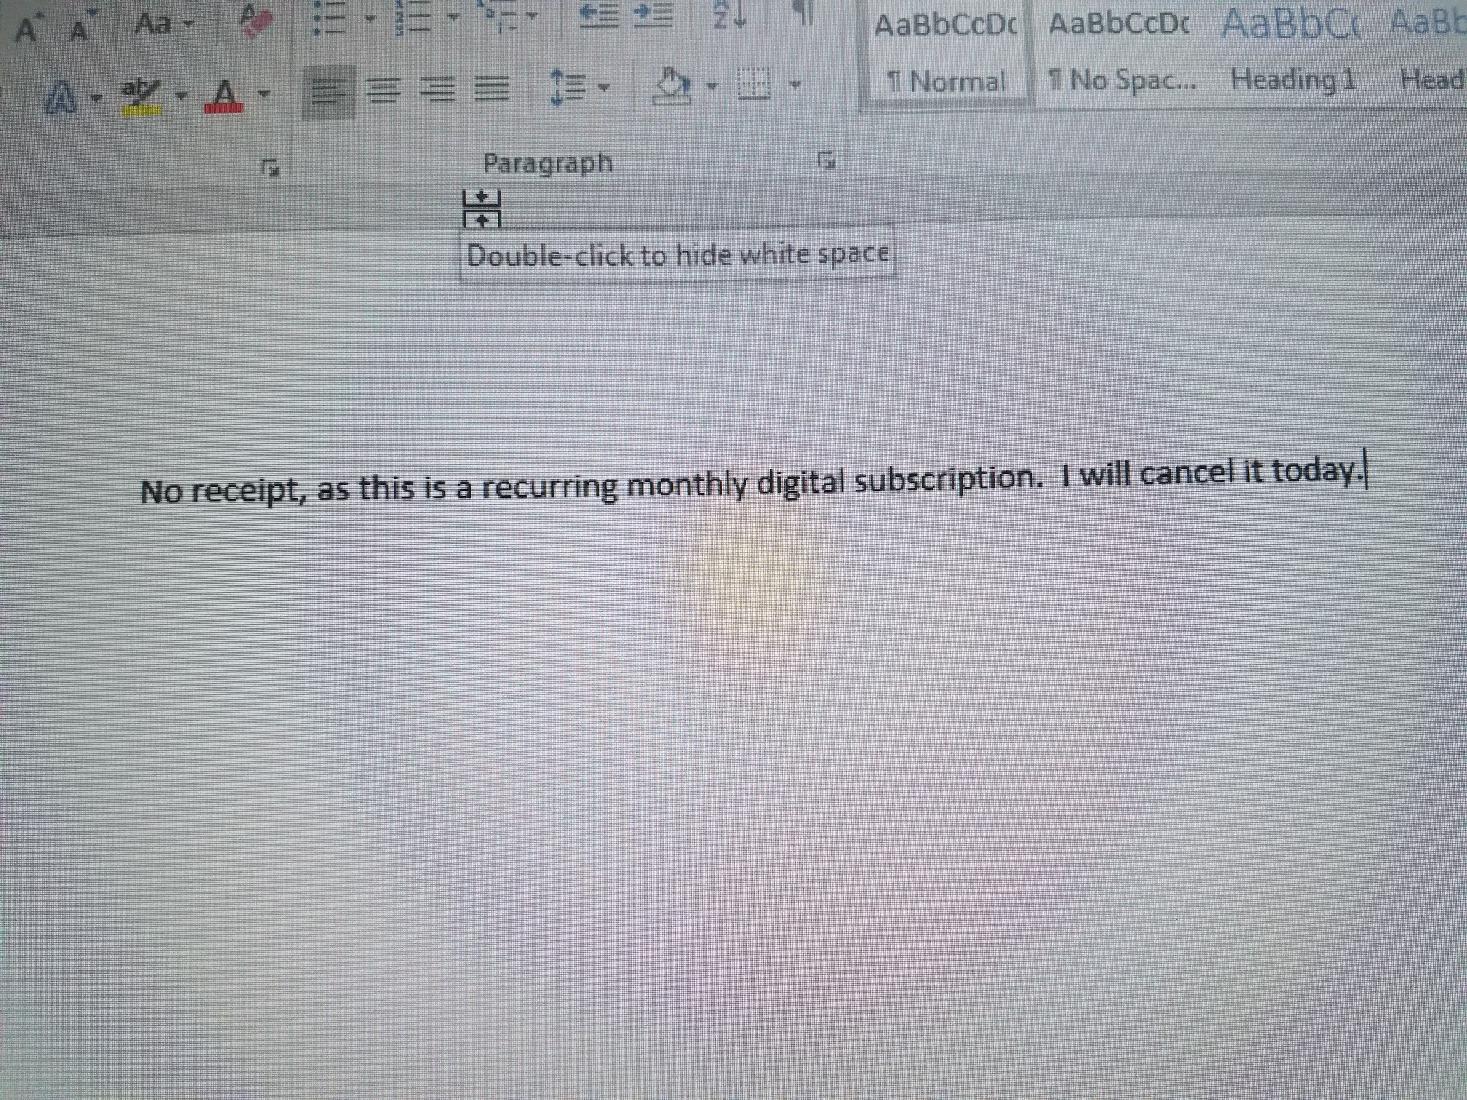 A A Aa A
A aby A
AaBbCcDc AaBbCcDc AaBbC AaBb
¶ Normal ¶ No Spac... Heading 1 Head
Paragraph
Double-click to hide white space
No receipt, as this is a recurring monthly digital subscription. I will cancel it today.